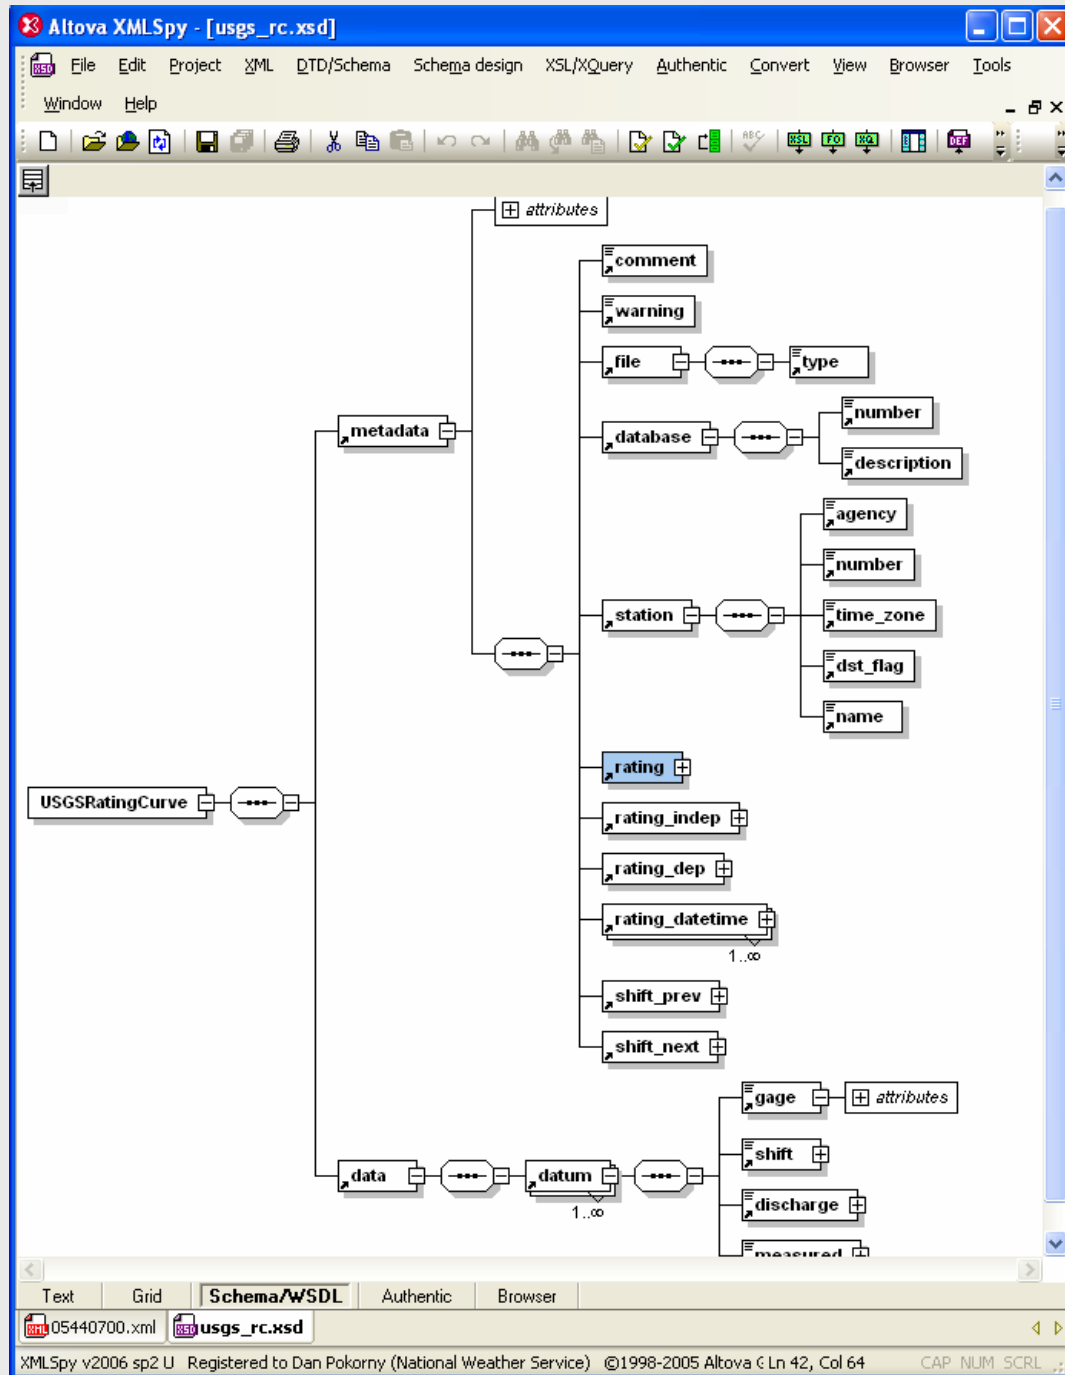 Altova XMLSpy - [usgs_rc.xsd]
File Edit Project XML DTD/Schema Schema design XSL/XQuery Authentic Convert View Browser Tools
Window Help
attributes
comment
warning
file type
database number
description
metadata
agency
number
station time_zone
dst_flag
name
rating
USGSRatingCurve
rating_indep
rating_dep
rating_datetime
1..∞
shift_prev
shift_next
gage attributes
shift
data datum
1..∞
discharge
measured
Text Grid Schema/WSDL Authentic Browser
05440700.xml usgs_rc.xsd
XMLSpy v2006 sp2 U Registered to Dan Pokorny (National Weather Service) ©1998-2005 Altova G Ln 42, Col 64 CAP NUM SCRL